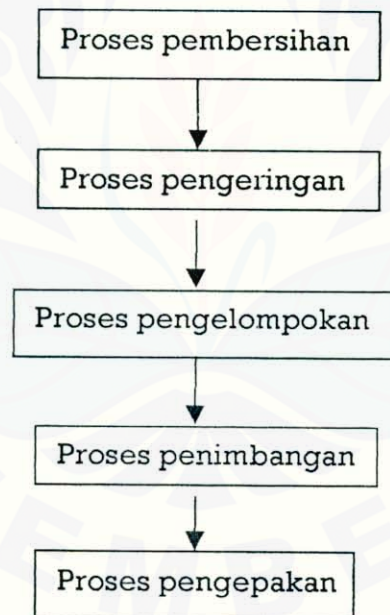 Proses pembersihan
Proses pengeringan
Proses pengelompokan
Proses penimbangan
Proses pengepakan